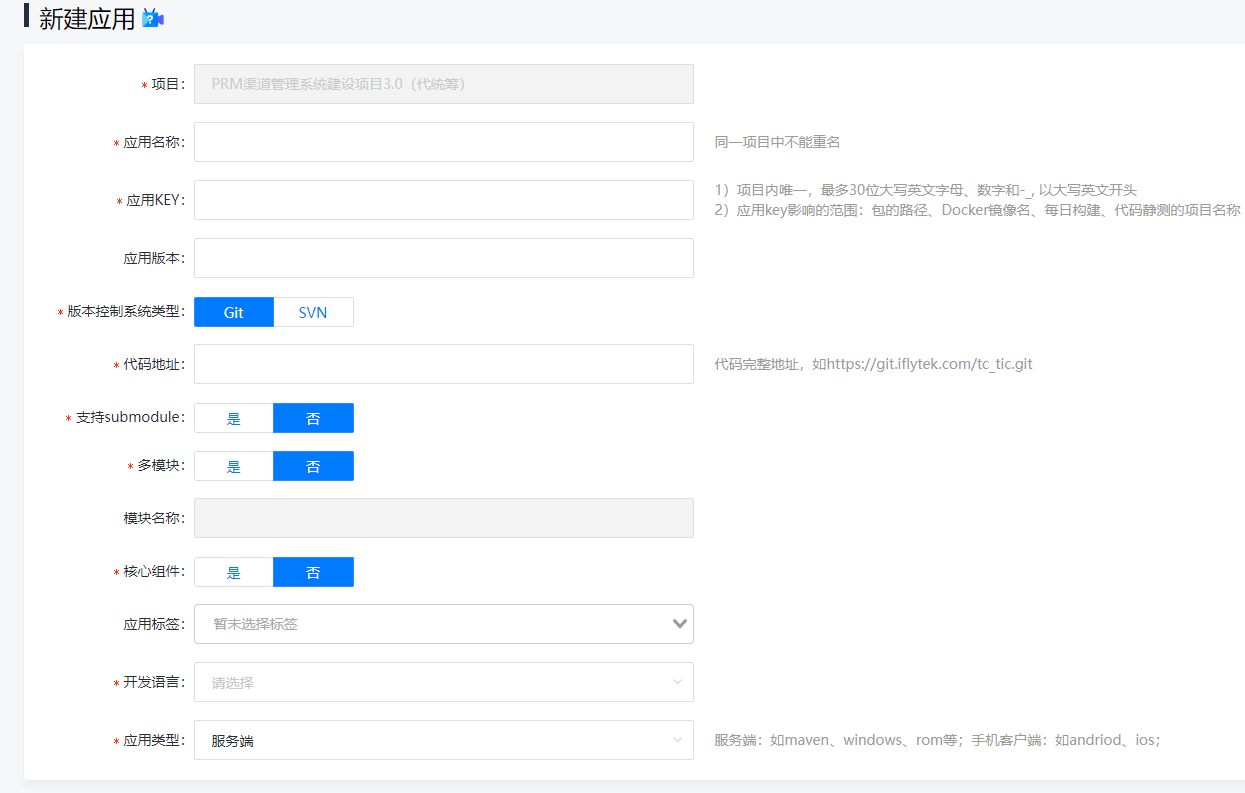 新建应用
* 项目： PRM渠道管理系统建设项目3.0（代统筹）
* 应用名称： 同一项目中不能重名
* 应用KEY： 1）项目内唯一，最多30位大写英文字母、数字和-_, 以大写英文开头
2）应用key影响的范围：包的路径、Docker镜像名、每日构建、代码静测的项目名称
应用版本：
* 版本控制系统类型： Git SVN
* 代码地址： 代码完整地址，如https://git.iflytek.com/tc_tic.git
* 支持submodule： 是 否
* 多模块： 是 否
模块名称：
* 核心组件： 是 否
应用标签： 暂未选择标签
* 开发语言： 请选择
* 应用类型： 服务端 服务端：如maven、windows、rom等；手机客户端：如andriod、ios；